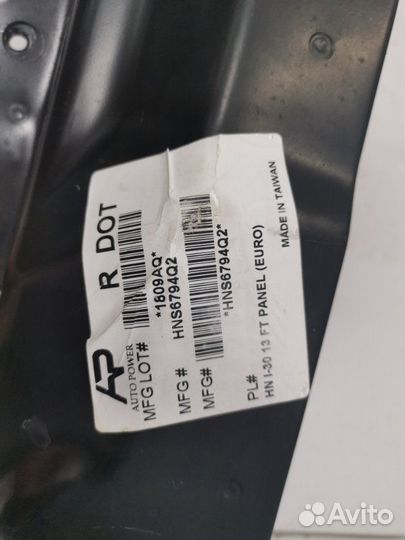 R DOT
AP
AUTO POWER
MFG LOT#
*1809AQ*
MFG # HNS6794Q2
MFG#
*HNS6794Q2*
PL#
HN I-30 13 FT PANEL (EURO)
MADE IN TAIWAN
Avito